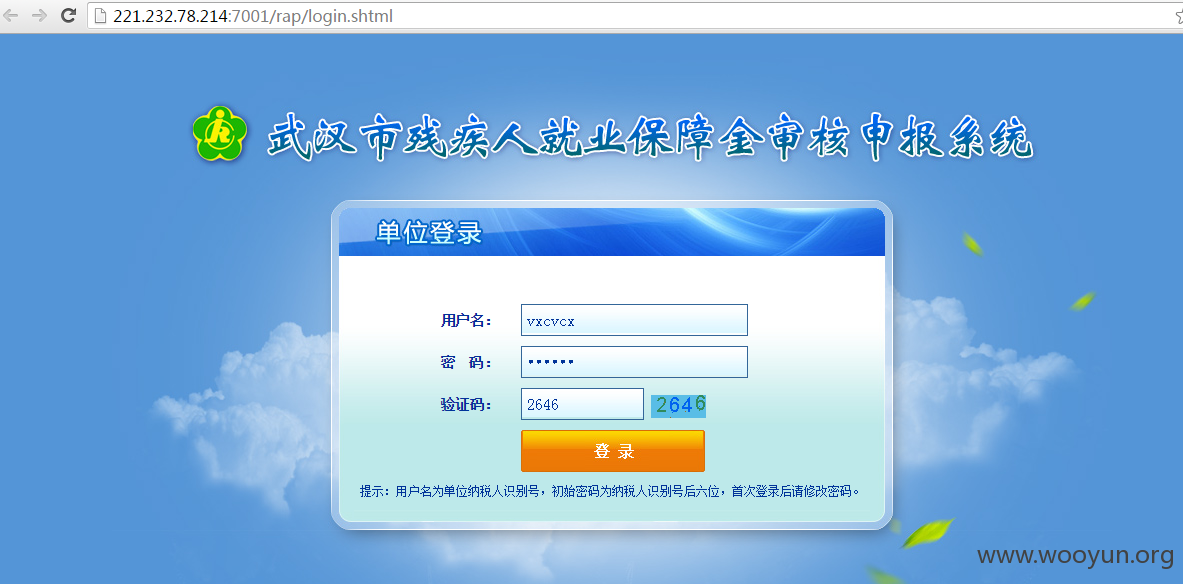 221.232.78.214:7001/rap/login.shtml
武汉市残疾人就业保障金审核申报系统
单位登录
用户名: vxcvcx
密 码: ••••••
验证码: 2646 2646
登 录
提示：用户名为单位纳税人识别号，初始密码为纳税人识别号后六位，首次登录后请修改密码。
www.wooyun.org